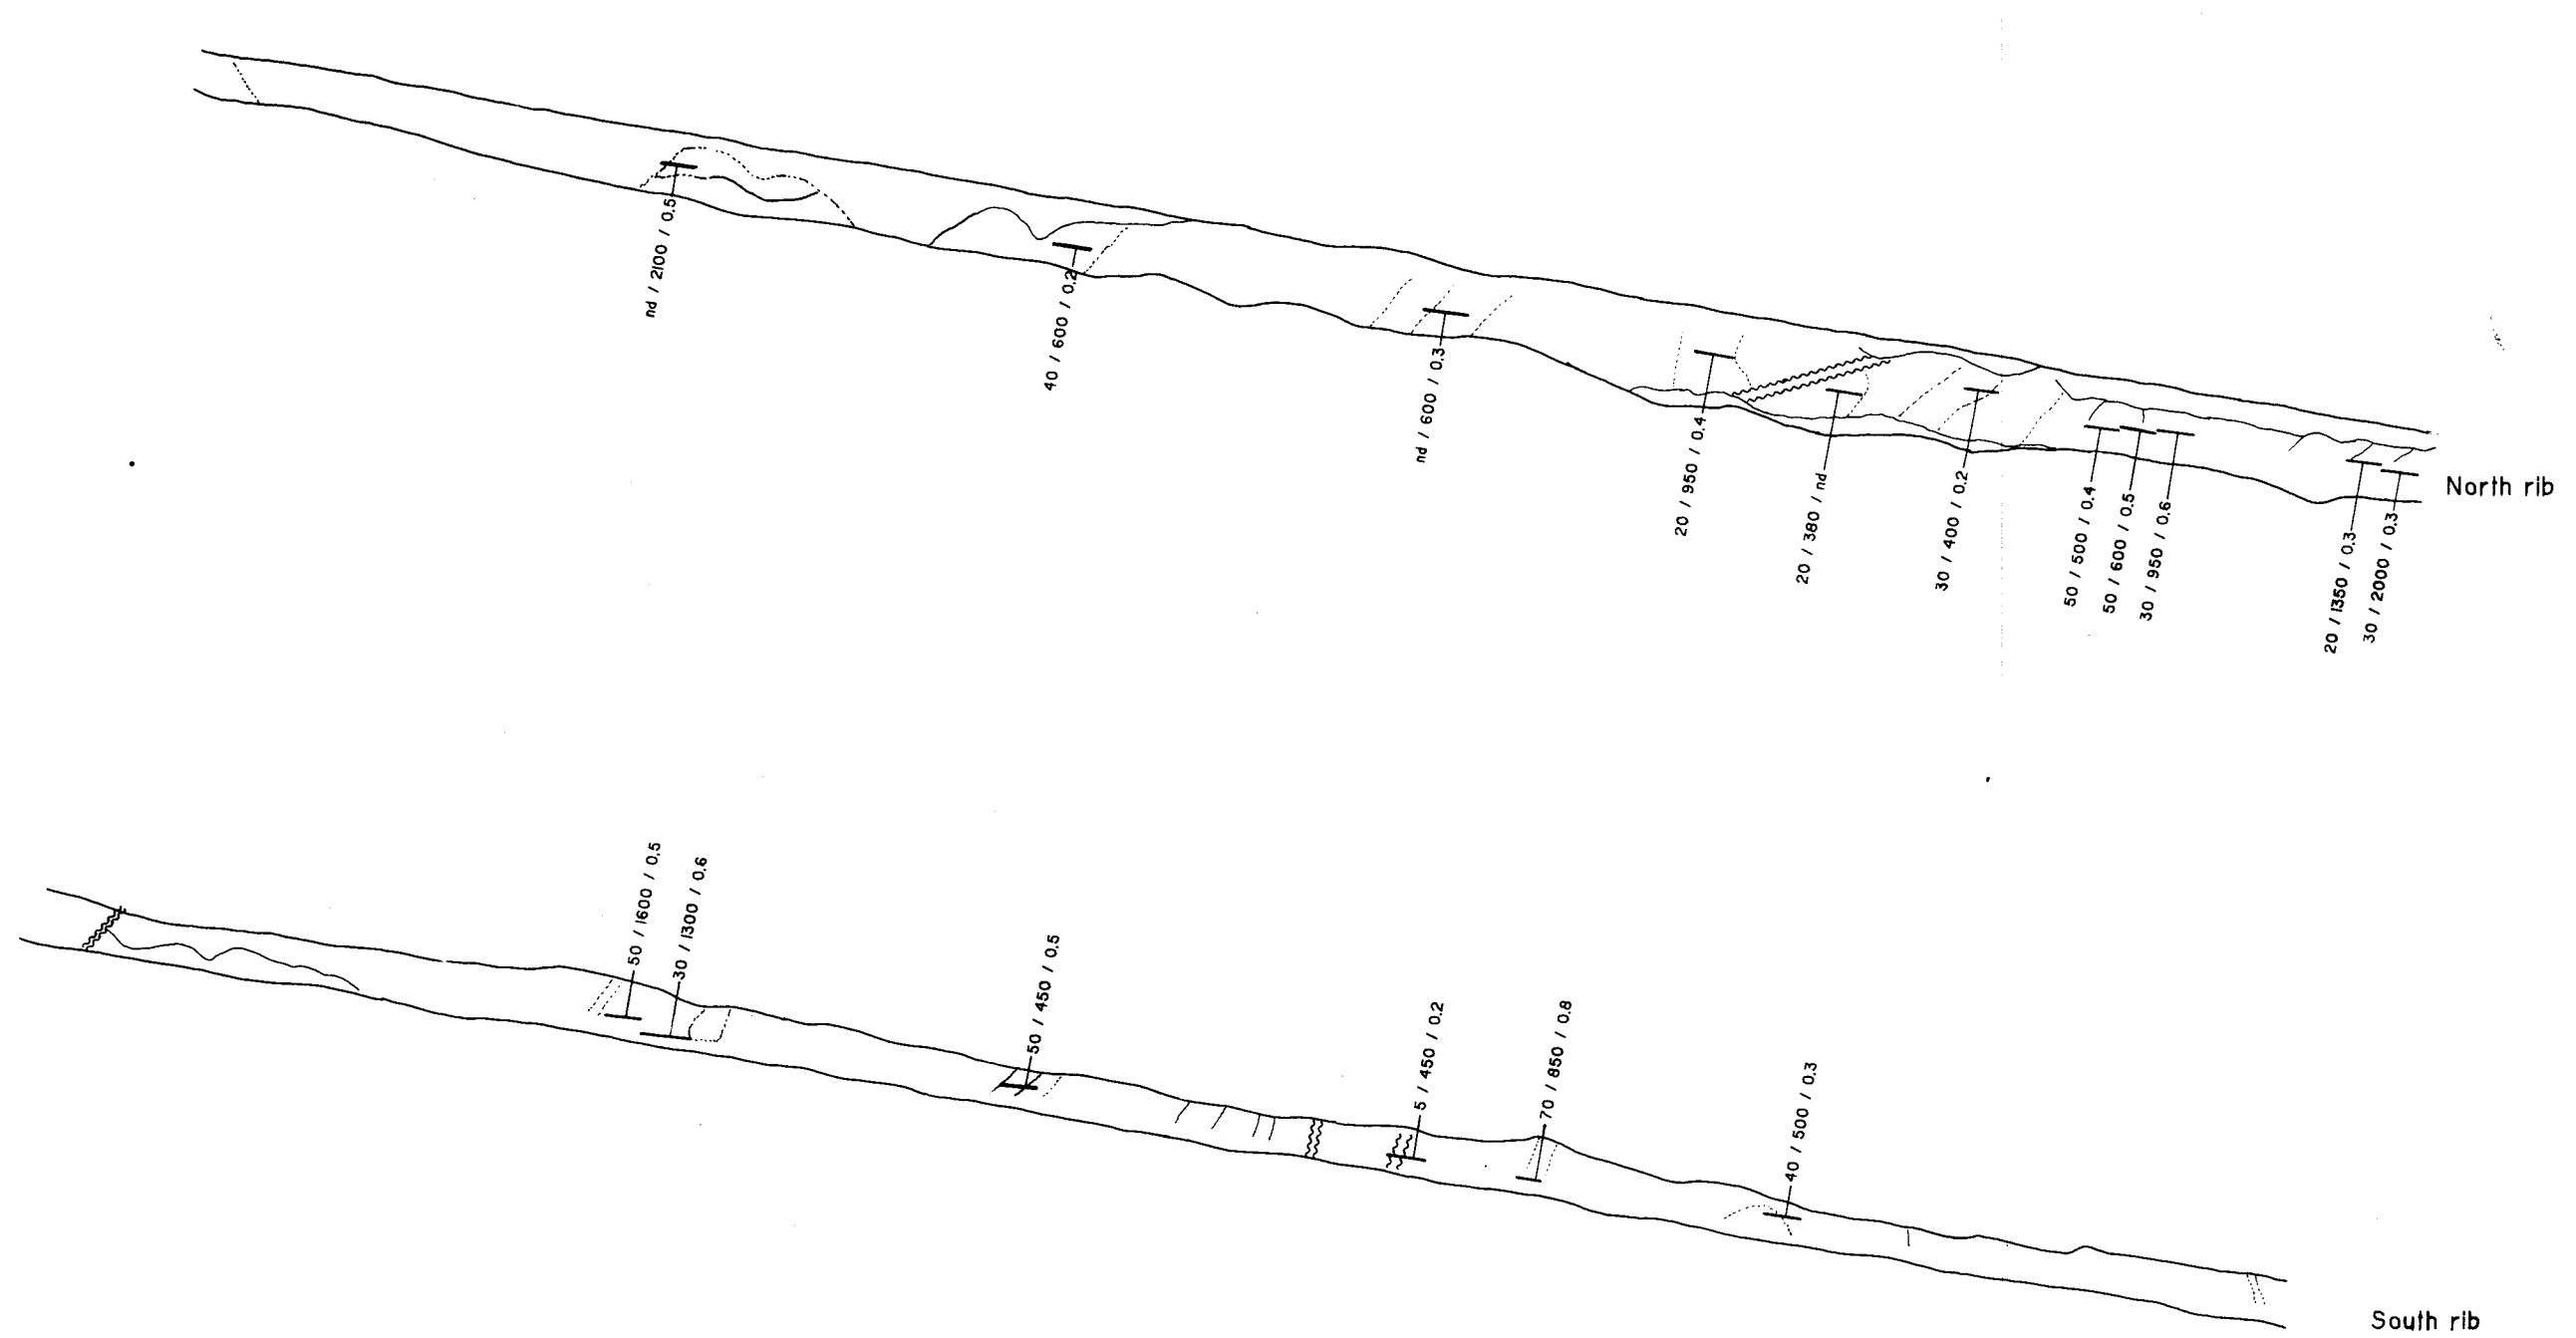 nd / 2100 / 0.5
40 / 600 / 0.2
nd / 600 / 0.3
20 / 950 / 0.4
20 / 380 / nd
30 / 400 / 0.2
50 / 500 / 0.4
50 / 600 / 0.5
30 / 950 / 0.6
20 / 1350 / 0.3
30 / 2000 / 0.3
North rib
50 / 1600 / 0.5
30 / 1300 / 0.6
50 / 450 / 0.5
5 / 450 / 0.2
70 / 850 / 0.8
40 / 500 / 0.3
South rib